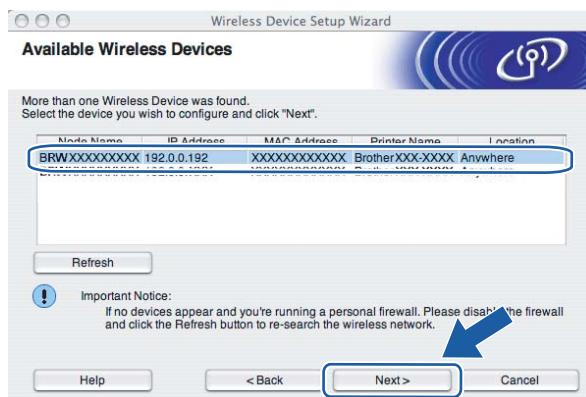 Wireless Device Setup Wizard
Available Wireless Devices
More than one Wireless Device was found.
Select the device you wish to configure and click "Next".
Node Name IP Address MAC Address Printer Name Location
BRWXXXXXXXXX 192.0.0.192 XXXXXXXXXXXX BrotherXXX-XXXX Anywhere
Refresh
Important Notice:
If no devices appear and you're running a personal firewall. Please disable the firewall
and click the Refresh button to re-search the wireless network.
Help < Back Next > Cancel